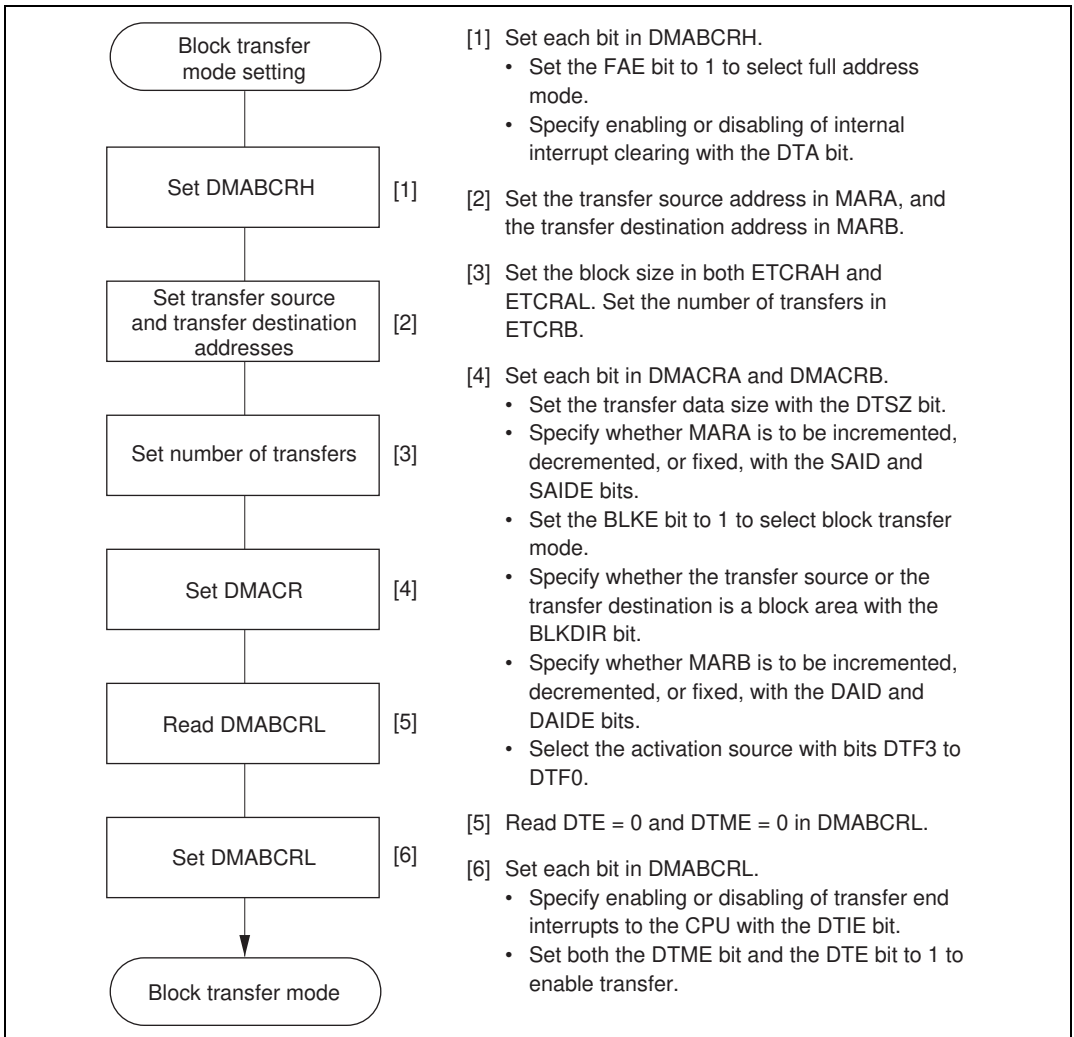 Block transfer
mode setting
Set DMABCRH
[1]
Set transfer source
and transfer destination
addresses
[2]
Set number of transfers
[3]
Set DMACR
[4]
Read DMABCRL
[5]
Set DMABCRL
[6]
Block transfer mode
[1] Set each bit in DMABCRH.
• Set the FAE bit to 1 to select full address
mode.
• Specify enabling or disabling of internal
interrupt clearing with the DTA bit.
[2] Set the transfer source address in MARA, and
the transfer destination address in MARB.
[3] Set the block size in both ETCRAH and
ETCRAL. Set the number of transfers in
ETCRB.
[4] Set each bit in DMACRA and DMACRB.
• Set the transfer data size with the DTSZ bit.
• Specify whether MARA is to be incremented,
decremented, or fixed, with the SAID and
SAIDE bits.
• Set the BLKE bit to 1 to select block transfer
mode.
• Specify whether the transfer source or the
transfer destination is a block area with the
BLKDIR bit.
• Specify whether MARB is to be incremented,
decremented, or fixed, with the DAID and
DAIDE bits.
• Select the activation source with bits DTF3 to
DTF0.
[5] Read DTE = 0 and DTME = 0 in DMABCRL.
[6] Set each bit in DMABCRL.
• Specify enabling or disabling of transfer end
interrupts to the CPU with the DTIE bit.
• Set both the DTME bit and the DTE bit to 1 to
enable transfer.